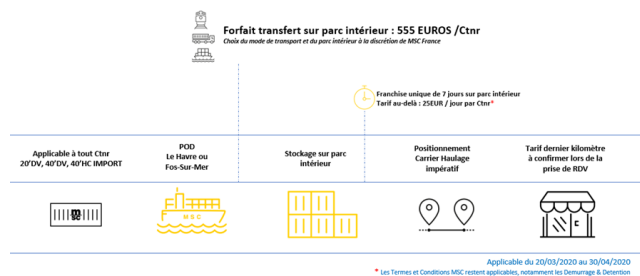 Forfait transfert sur parc intérieur : 555 EUROS /Ctnr
Choix du mode de transport et du parc intérieur à la discrétion de MSC France
Franchise unique de 7 jours sur parc intérieur
Tarif au-delà : 25EUR / jour par Ctnr*
Applicable à tout Ctnr
20'DV, 40'DV, 40'HC IMPORT
POD
Le Havre ou
Fos-Sur-Mer
Stockage sur parc
intérieur
Positionnement
Carrier Haulage
impératif
Tarif dernier kilomètre
à confirmer lors de la
prise de RDV
MSC
Applicable du 20/03/2020 au 30/04/2020
* Les Termes et Conditions MSC restent applicables, notamment les Demurrage & Detention